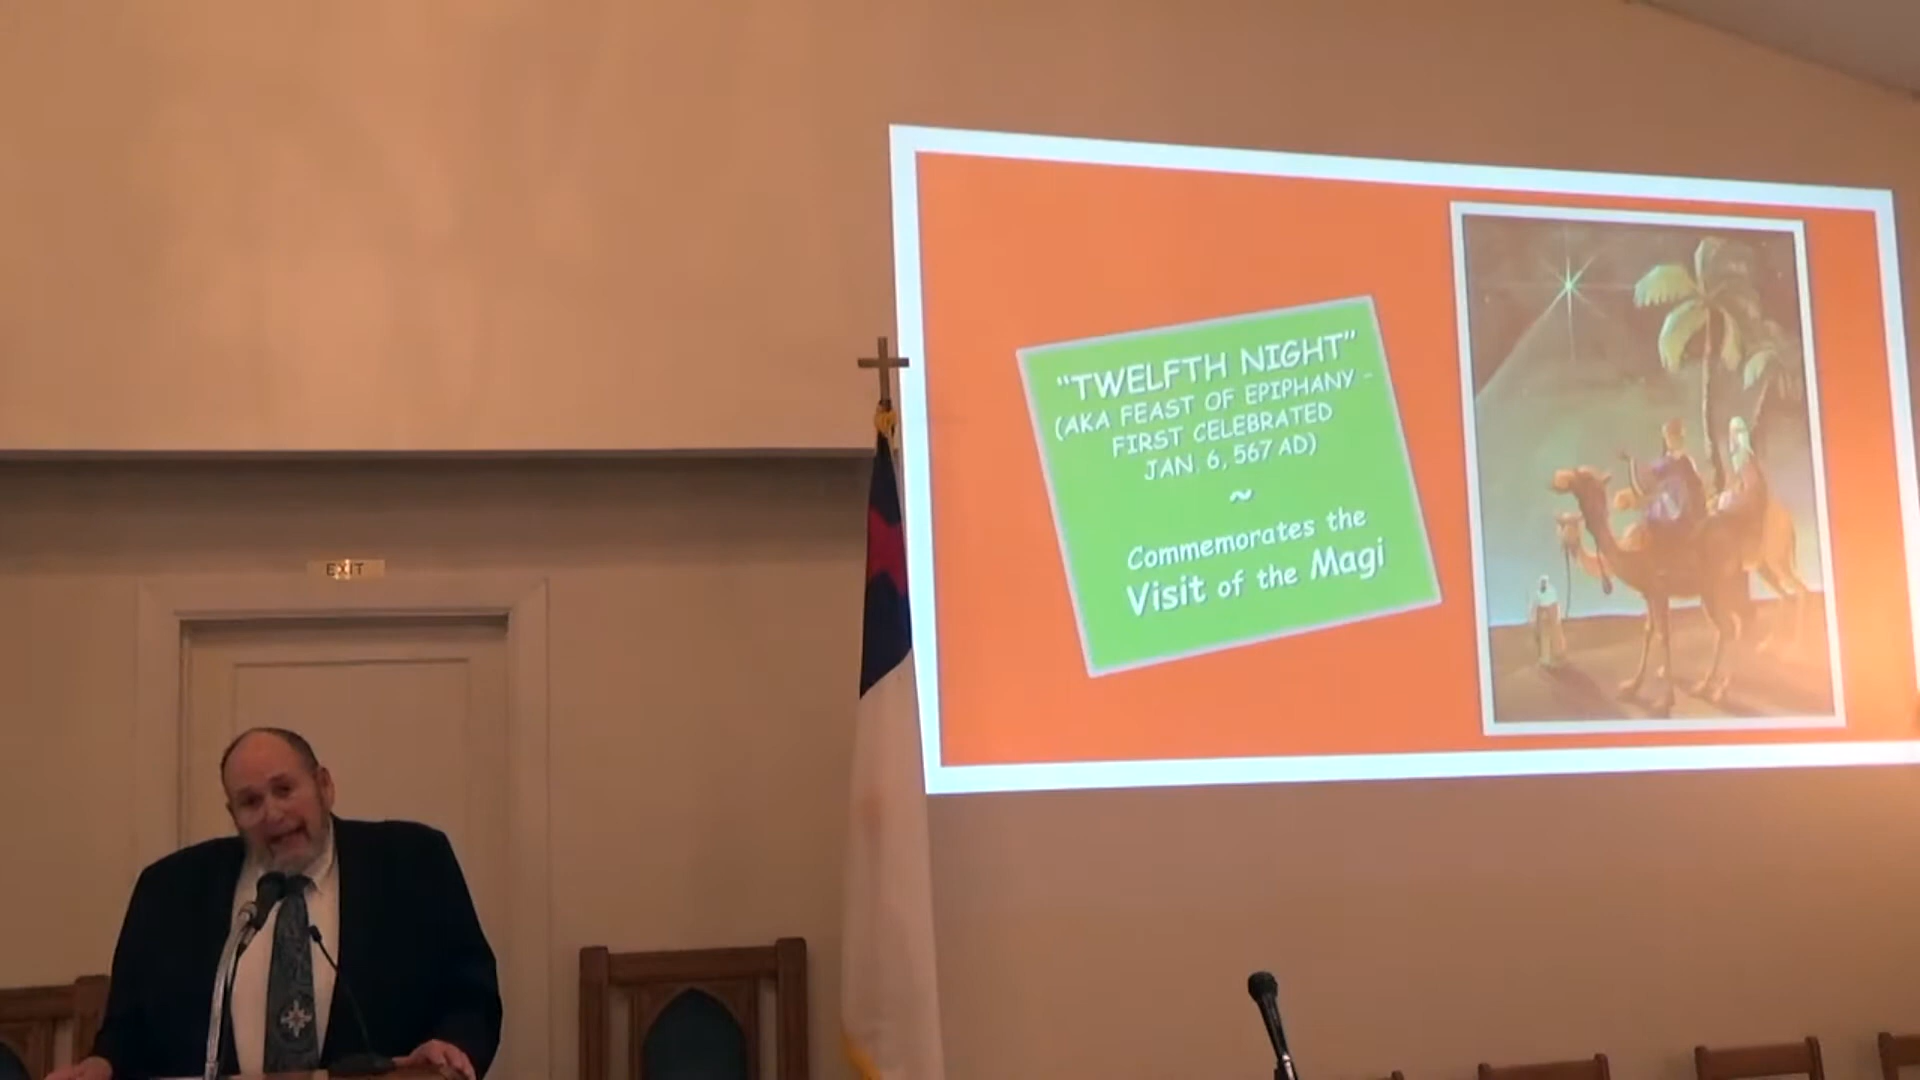 "TWELFTH NIGHT"
(AKA FEAST OF EPIPHANY -
FIRST CELEBRATED
JAN. 6, 567 AD)
~
Commemorates the
Visit of the Magi
EXIT